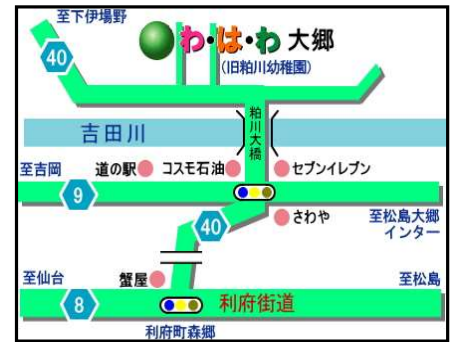 至下伊場野
40
わ・は・わ 大郷
(旧粕川幼稚園)
粕川大橋
吉田川
至吉岡
道の駅
コスモ石油
セブンイレブン
9
さわや
至松島大郷
インター
40
至仙台
蟹屋
至松島
8
利府街道
利府町森郷